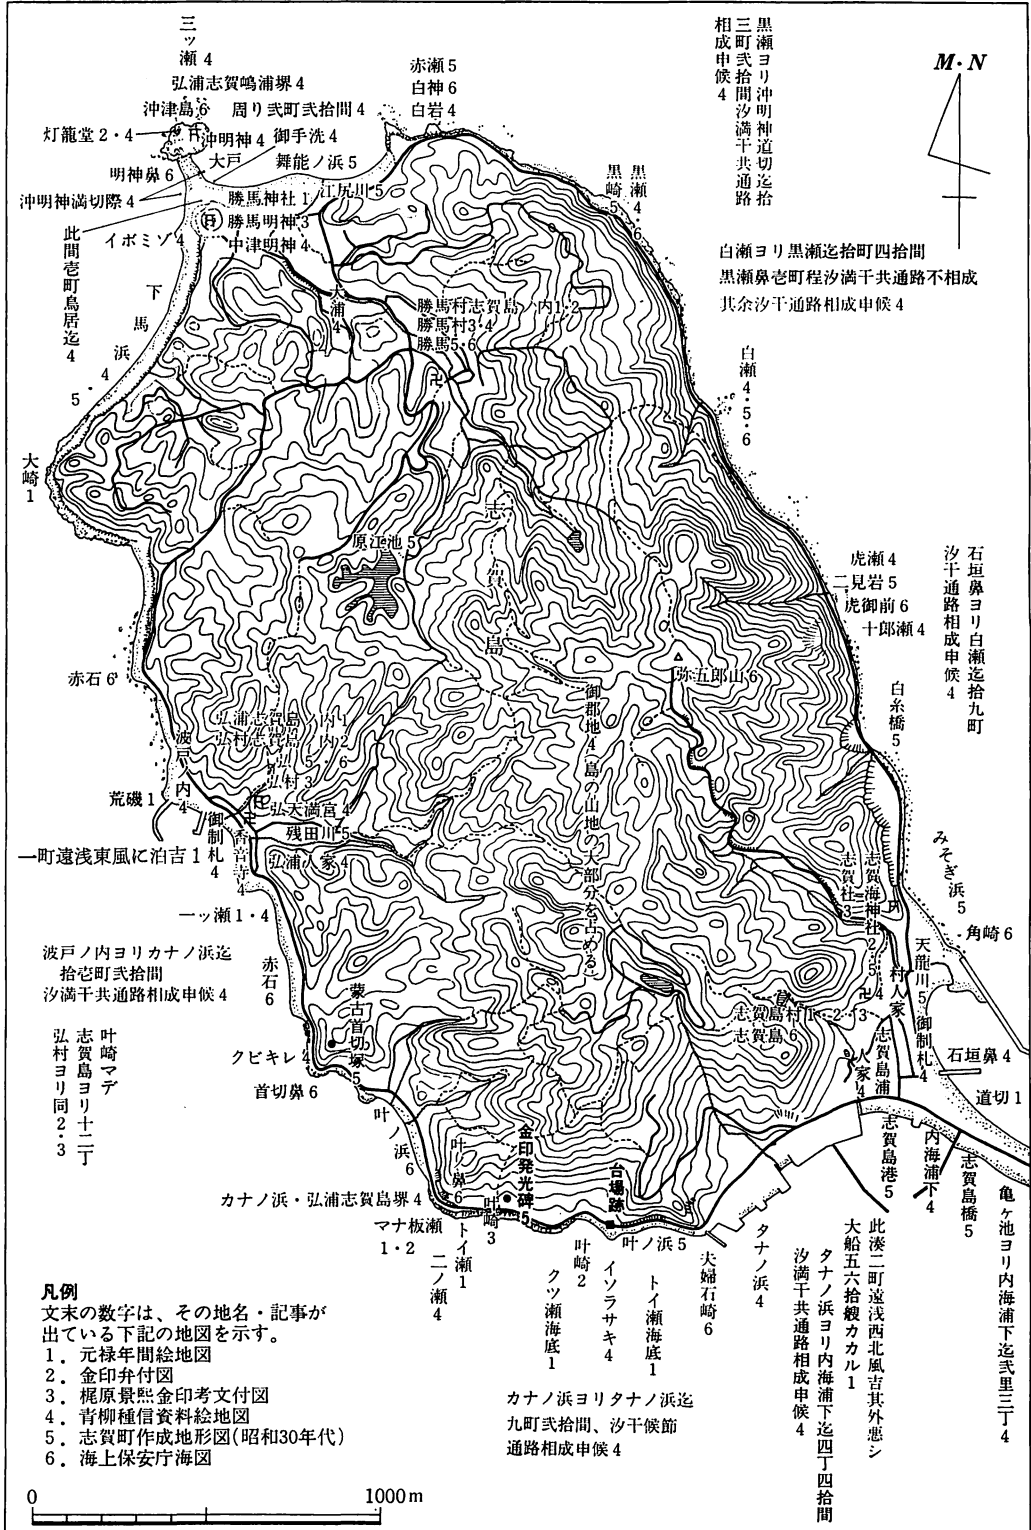 三ッ瀬4
弘浦志賀嶋浦堺4
沖津島6
周り弐町弐拾間4
灯籠堂2・4
沖明神4
御手洗4
大戸
舞能ノ浜5
明神鼻6
沖明神満切際4
勝馬神社1
江尻川5
勝馬明神3
中津明神4
イボミゾ4
此間壱町鳥居迄4
下馬浜4・5
大浦4
勝馬村志賀島ノ内1・2
勝馬村3・4
勝馬5・6
赤瀬5
白神6
白岩4
黒瀬ヨリ沖明神道切迄拾
三町弐拾間汐満干共通路
相成申候4
M・N
黒瀬4・6
黒崎5
白瀬ヨリ黒瀬迄拾町四拾間
黒瀬鼻壱町程汐満干共通路不相成
其余汐干通路相成申候4
白瀬4・5・6
大崎1
原江池5
志賀島
虎瀬4
二見岩5
虎御前6
十郎瀬4
石垣鼻ヨリ白瀬迄拾九町
汐干通路相成申候4
弥五郎山6
御郡地4(島の山地の大部分を占める)
白糸橋5
赤石6
弘浦志賀島ノ内1
弘村志賀島ノ内2
弘5・6
弘村3
波戸ノ内4
荒磯1
弘天満宮4
残田川5
弘浦人家4
御制札4
香音寺4
一町遠浅東風に泊吉1
一ッ瀬1・4
みそぎ浜5
角崎6
志賀海神社2・5
志賀社3
天龍川5
村人家4
御制札4
志賀島村1・2・3
志賀島6
人家4
志賀島浦
石垣鼻4
道切1
波戸ノ内ヨリカナノ浜迄
拾壱町弐拾間
汐満干共通路相成申候4
赤石6
蒙古首切塚5
クビキレ4
首切鼻6
叶崎マデ
志賀島ヨリ十二丁
弘村ヨリ同2・3
叶ノ浜6
叶ノ鼻6
叶崎3
金印発光碑5
台場跡
カナノ浜・弘浦志賀島堺4
マナ板瀬1・2
トイ瀬1
二ノ瀬4
叶崎2
叶ノ浜5
クツ瀬海底1
イソラサキ4
トイ瀬海底1
夫婦石崎6
タナノ浜4
志賀島港5
内海浦下4
志賀島橋5
亀ヶ池ヨリ内海浦下迄弐里三丁4
此湊二町遠浅西北風吉其外悪シ
大船五六拾艘カカル1
タナノ浜ヨリ内海浦下迄四丁四拾間
汐満干共通路相成申候4
カナノ浜ヨリタナノ浜迄
九町弐拾間、汐干候節
通路相成申候4
凡例
文末の数字は、その地名・記事が
出ている下記の地図を示す。
1.元禄年間絵地図
2.金印弁付図
3.梶原景熙金印考文付図
4.青柳種信資料絵地図
5.志賀町作成地形図(昭和30年代)
6.海上保安庁海図
0
1000m